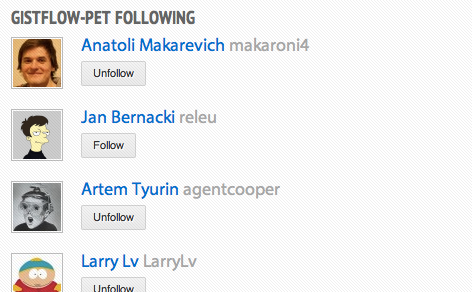 GISTFLOW-PET FOLLOWING
Anatoli Makarevich makaroni4
Unfollow
Jan Bernacki releu
Follow
Artem Tyurin agentcooper
Unfollow
Larry Lv LarryLv
Unfollow